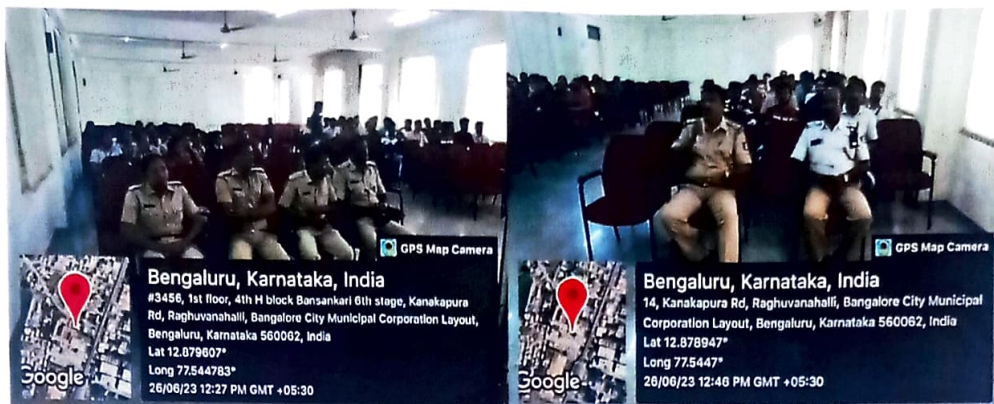 GPS Map Camera
Bengaluru, Karnataka, India
#3456, 1st floor, 4th H block Bansankari 6th stage, Kanakapura
Rd, Raghuvanahalli, Bangalore City Municipal Corporation Layout,
Bengaluru, Karnataka 560062, India
Lat 12.879607°
Long 77.544783°
26/06/23 12:27 PM GMT +05:30
Google
GPS Map Camera
Bengaluru, Karnataka, India
14, Kanakapura Rd, Raghuvanahalli, Bangalore City Municipal
Corporation Layout, Bengaluru, Karnataka 560062, India
Lat 12.878947°
Long 77.5447°
26/06/23 12:46 PM GMT +05:30
Google